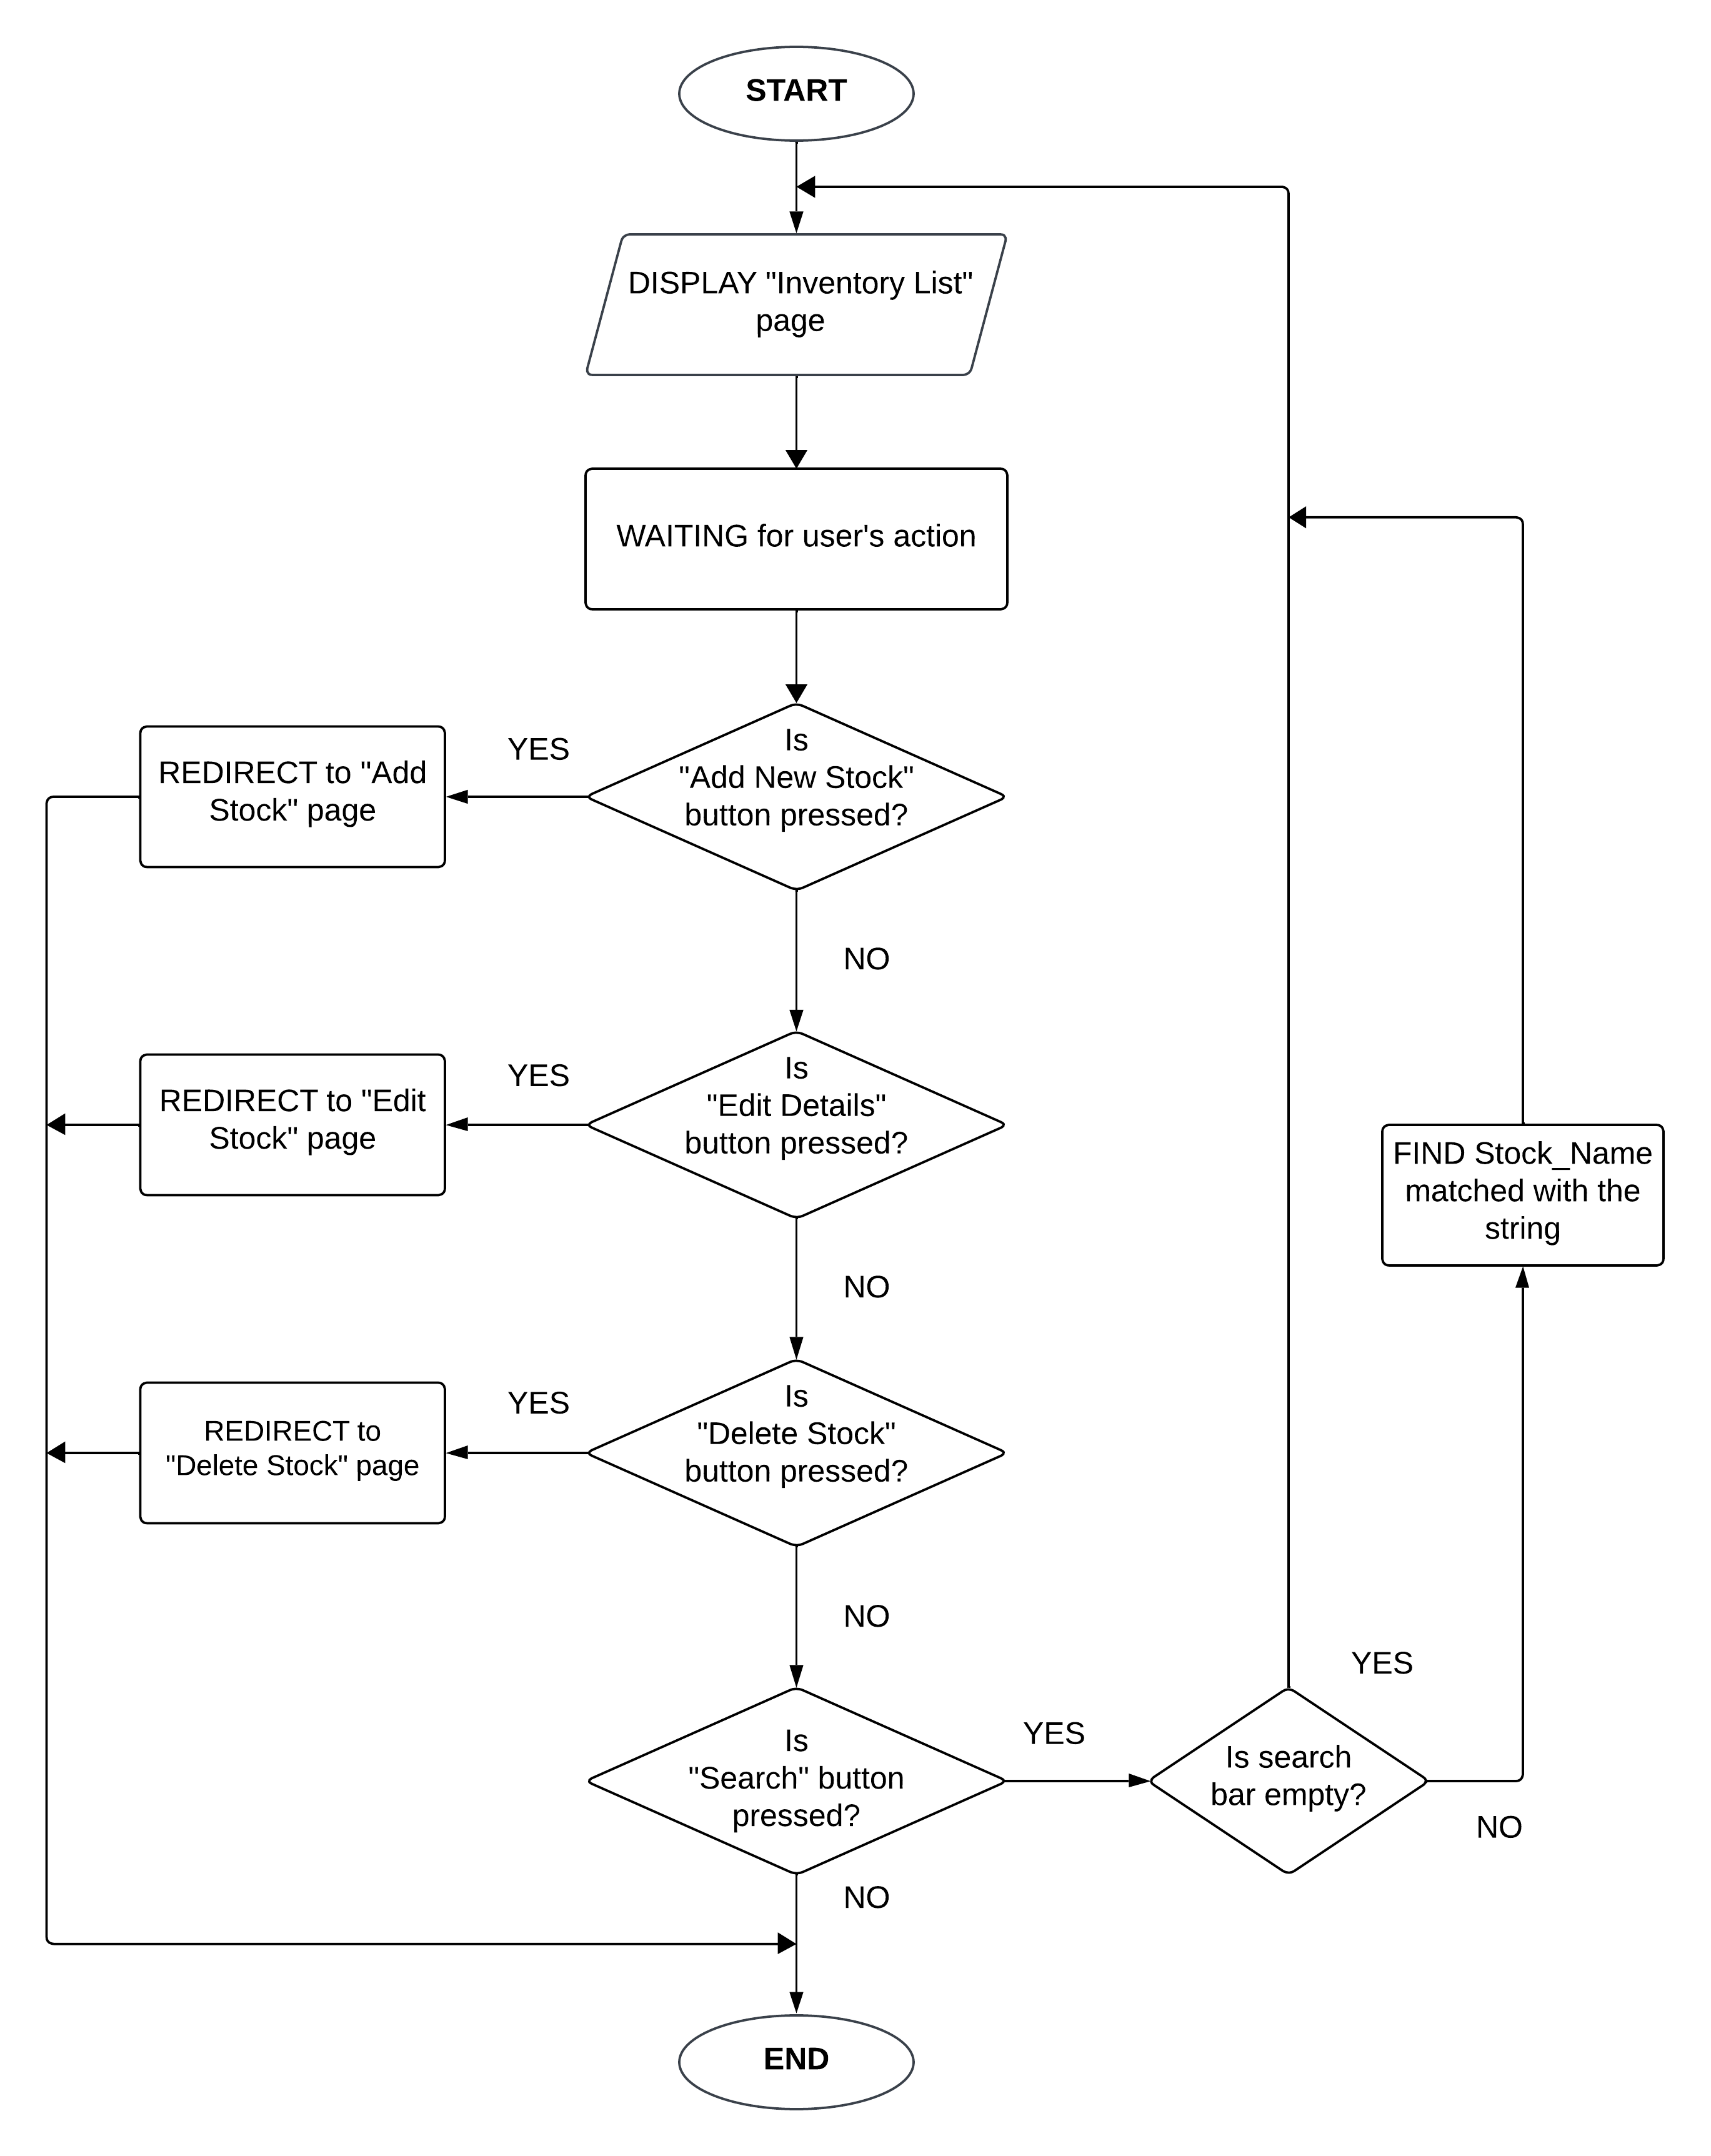 START
DISPLAY "Inventory List"
page
WAITING for user's action
Is
"Add New Stock"
button pressed?
YES
REDIRECT to "Add
Stock" page
NO
Is
"Edit Details"
button pressed?
YES
REDIRECT to "Edit
Stock" page
NO
FIND Stock_Name
matched with the
string
Is
"Delete Stock"
button pressed?
YES
REDIRECT to
"Delete Stock" page
NO
Is
"Search" button
pressed?
YES
Is search
bar empty?
YES
NO
NO
END